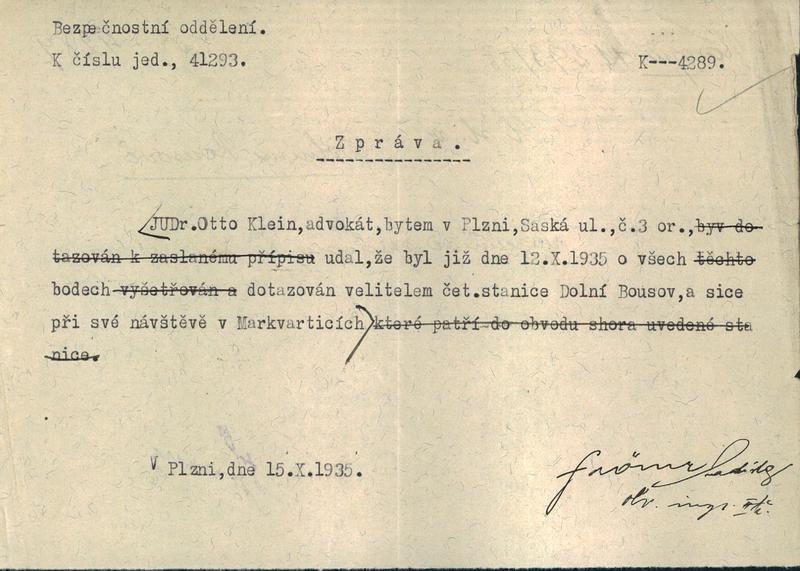 Bezpečnostní oddělení.
K číslu jed., 41293.
K---4289.
Zpráva.
JUDr.Otto Klein,advokát,bytem v Plzni,Saská ul.,č.3 or.,byv do-
tazován k zaslanému přípisu udal,že byl již dne 12.X.1935 o všech těchto
bodech vyšetřován a dotazován velitelem čet.stanice Dolní Bousov,a sice
při své návštěvě v Markvarticích které patří do obvodu shora uvedené sta
nice.
V Plzni,dne 15.X.1935.